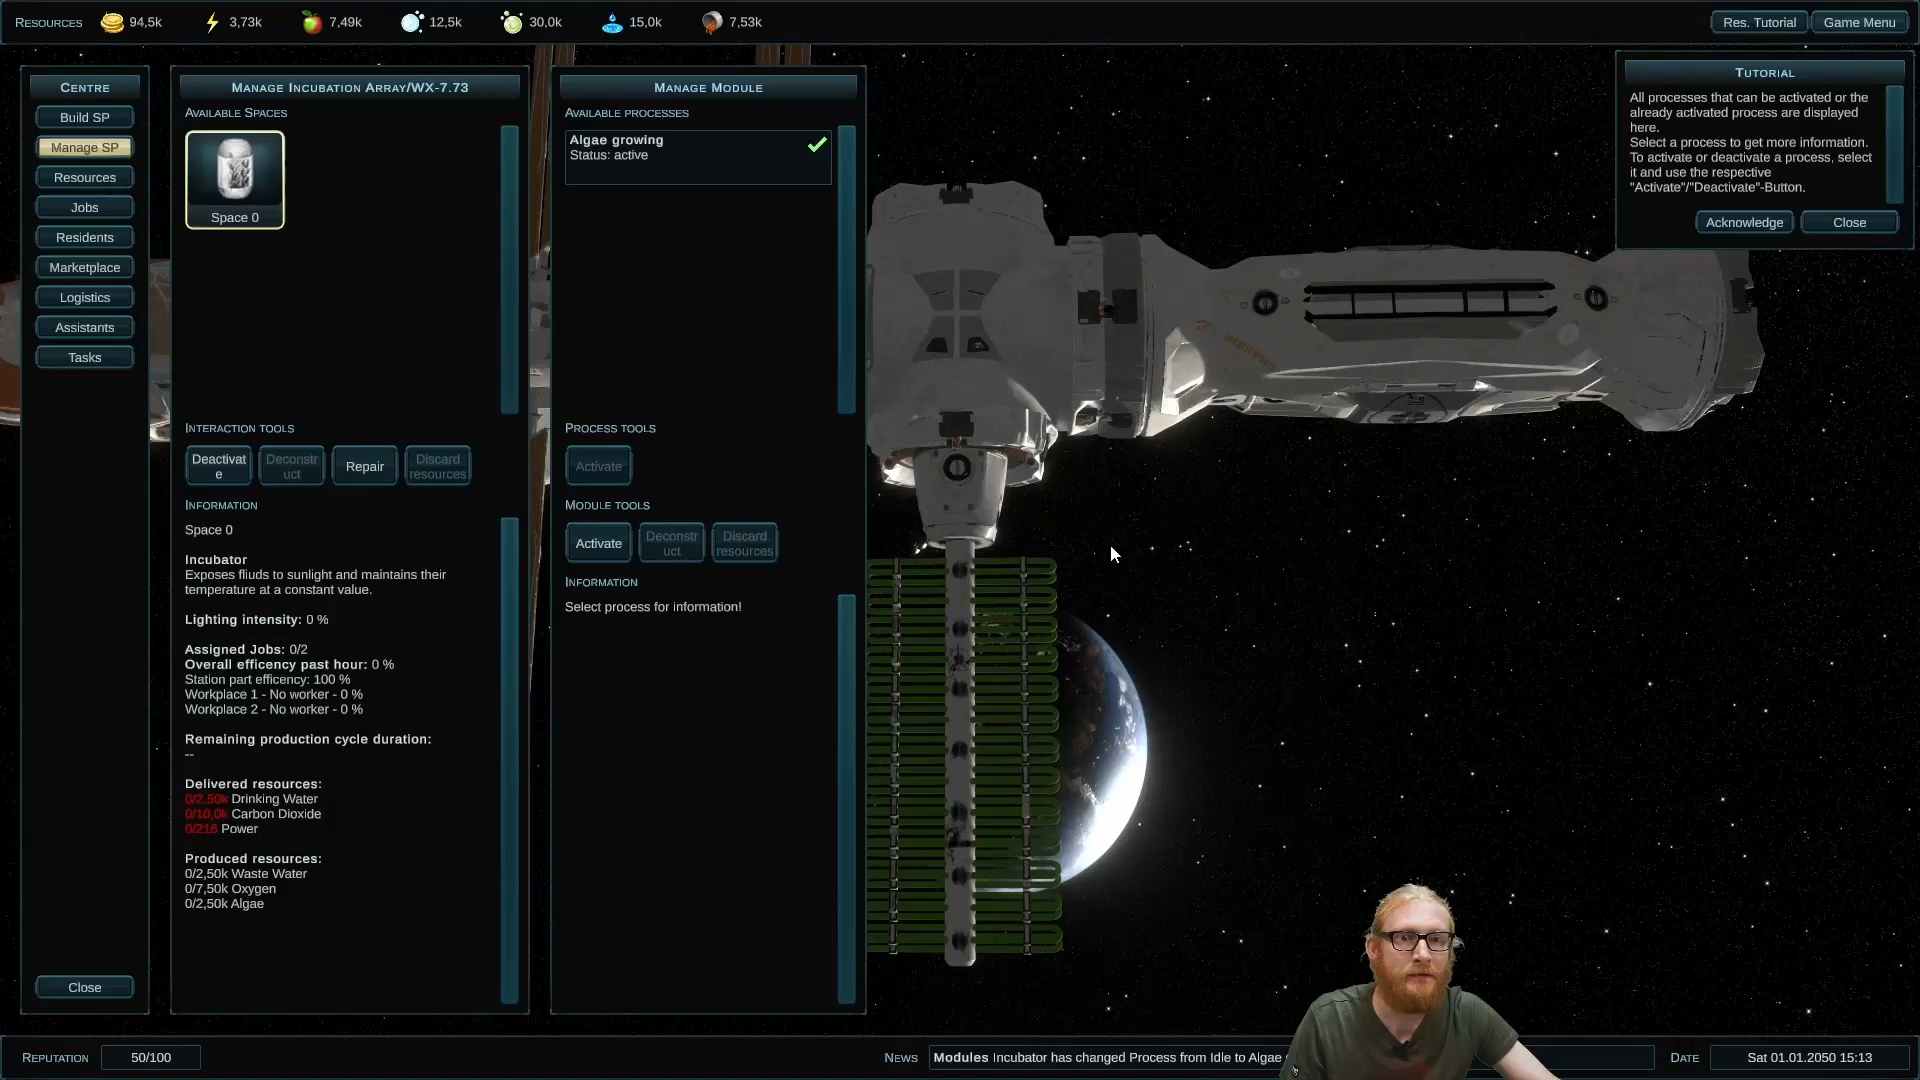 RESOURCES 94,5k 3,73k 7,49k 12,5k 30,0k 15,0k 7,53k Res. Tutorial Game Menu
CENTRE
Build SP
Manage SP
Resources
Jobs
Residents
Marketplace
Logistics
Assistants
Tasks
Close
MANAGE INCUBATION ARRAY/WX-7.73
AVAILABLE SPACES
Space 0
INTERACTION TOOLS
Deactivat
e
Deconstr
uct
Repair
Discard
resources
INFORMATION
Space 0
Incubator
Exposes fliuds to sunlight and maintains their
temperature at a constant value.
Lighting intensity: 0 %
Assigned Jobs: 0/2
Overall efficency past hour: 0 %
Station part efficency: 100 %
Workplace 1 - No worker - 0 %
Workplace 2 - No worker - 0 %
Remaining production cycle duration:
--
Delivered resources:
0/2,50k Drinking Water
0/10,0k Carbon Dioxide
0/216 Power
Produced resources:
0/2,50k Waste Water
0/7,50k Oxygen
0/2,50k Algae
MANAGE MODULE
AVAILABLE PROCESSES
Algae growing
Status: active
PROCESS TOOLS
Activate
MODULE TOOLS
Activate
Deconstr
uct
Discard
resources
INFORMATION
Select process for information!
TUTORIAL
All processes that can be activated or the
already activated process are displayed
here.
Select a process to get more information.
To activate or deactivate a process, select
it and use the respective
"Activate"/"Deactivate"-Button.
Acknowledge Close
REPUTATION 50/100
NEWS Modules Incubator has changed Process from Idle to Algae
DATE Sat 01.01.2050 15:13